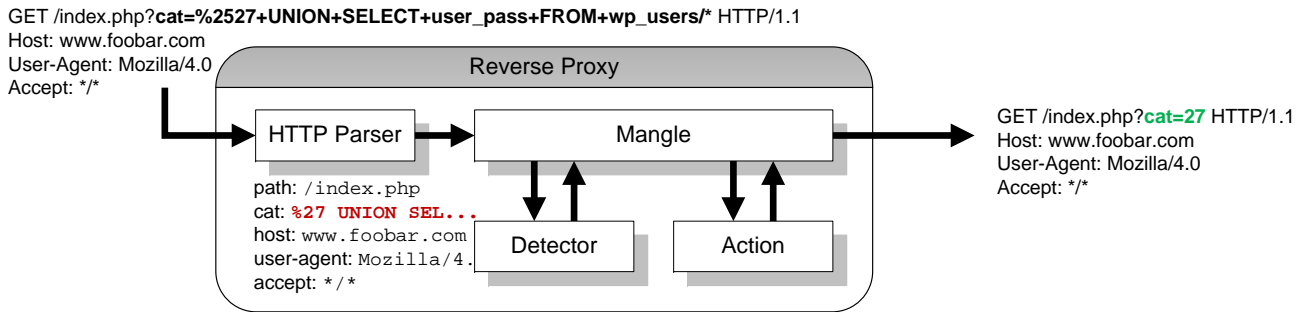 GET /index.php?cat=%2527+UNION+SELECT+user_pass+FROM+wp_users/* HTTP/1.1
Host: www.foobar.com
User-Agent: Mozilla/4.0
Accept: */*
Reverse Proxy
HTTP Parser
Mangle
path: /index.php
cat: %27 UNION SEL...
host: www.foobar.com
user-agent: Mozilla/4.
accept: */*
Detector
Action
GET /index.php?cat=27 HTTP/1.1
Host: www.foobar.com
User-Agent: Mozilla/4.0
Accept: */*